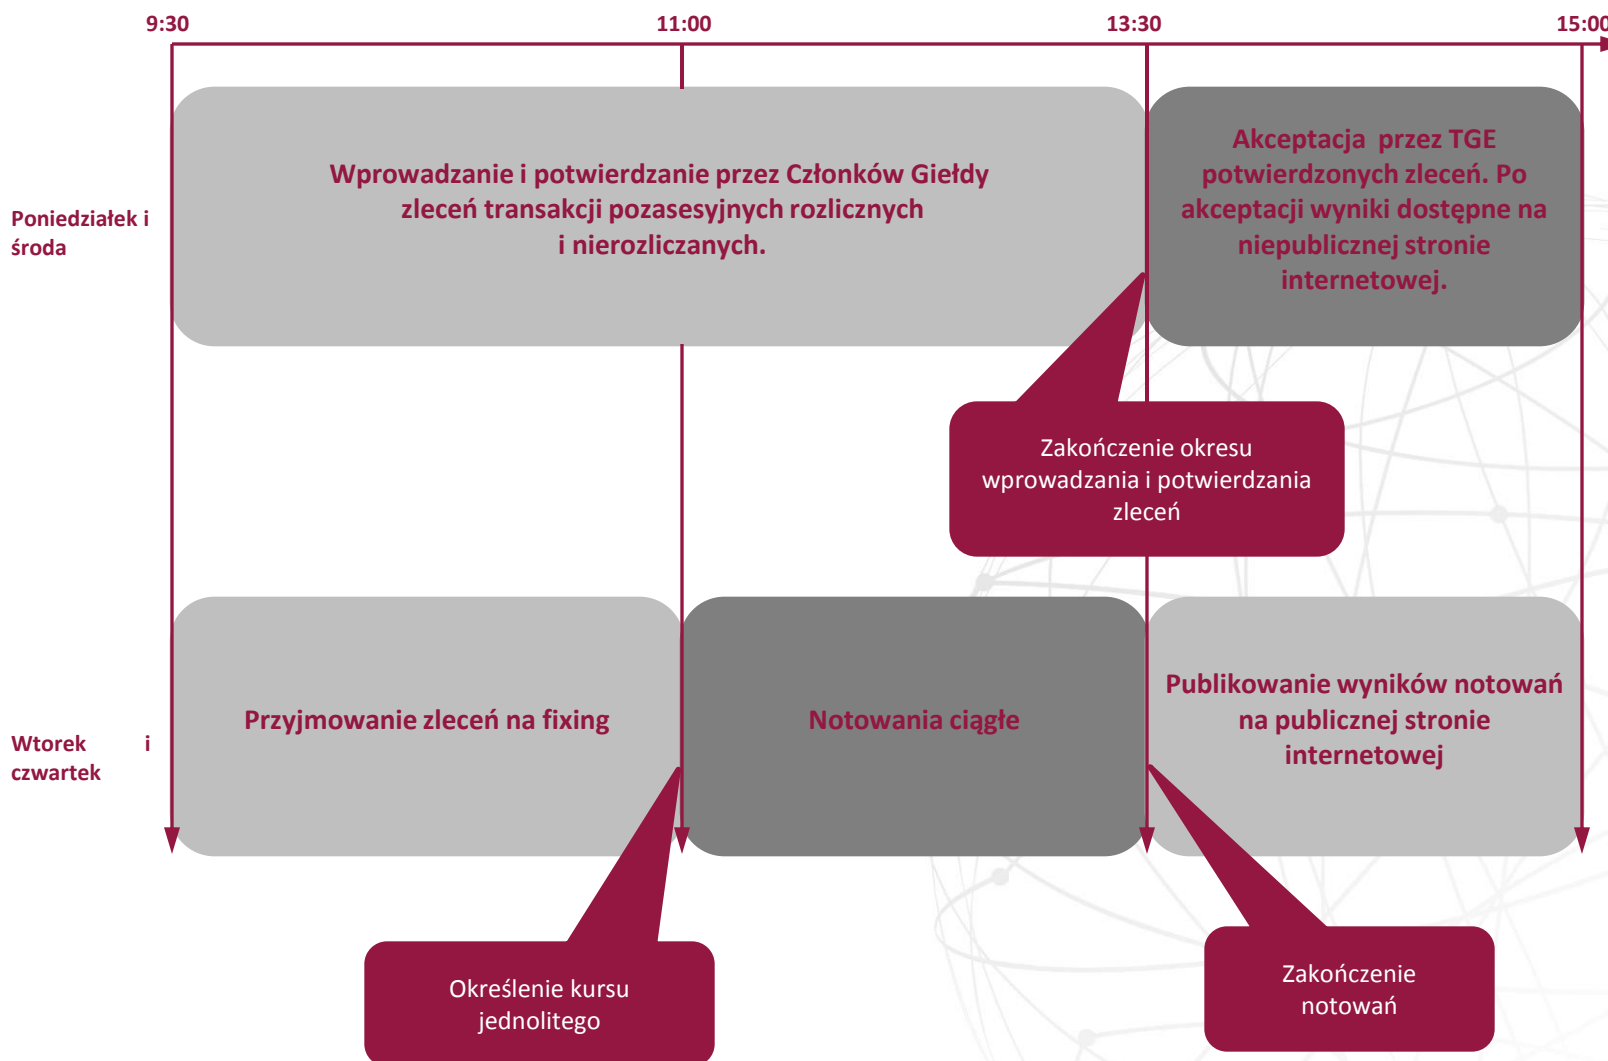 9:30
11:00
13:30
15:00
Poniedziałek i
środa
Wprowadzanie i potwierdzanie przez Członków Giełdy
zleceń transakcji pozasesyjnych rozlicznych
i nierozliczanych.
Akceptacja przez TGE
potwierdzonych zleceń. Po
akceptacji wyniki dostępne na
niepublicznej stronie
internetowej.
Zakończenie okresu
wprowadzania i potwierdzania
zleceń
Wtorek i
czwartek
Przyjmowanie zleceń na fixing
Notowania ciągłe
Publikowanie wyników notowań
na publicznej stronie
internetowej
Określenie kursu
jednolitego
Zakończenie
notowań